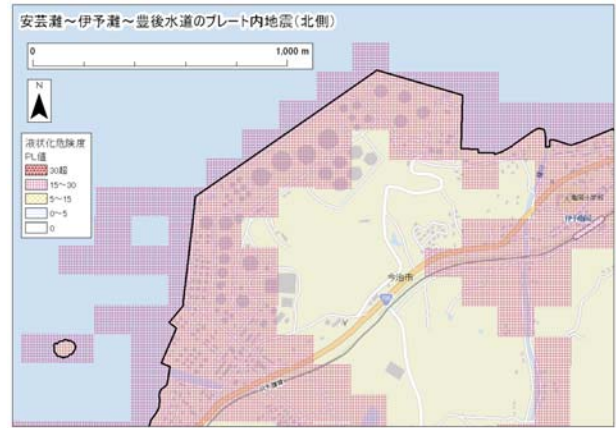 安芸灘～伊予灘～豊後水道のプレート内地震(北側)
0
1,000 m
N
液状化危険度
PL値
30超
15～30
5～15
0～5
0
今治市